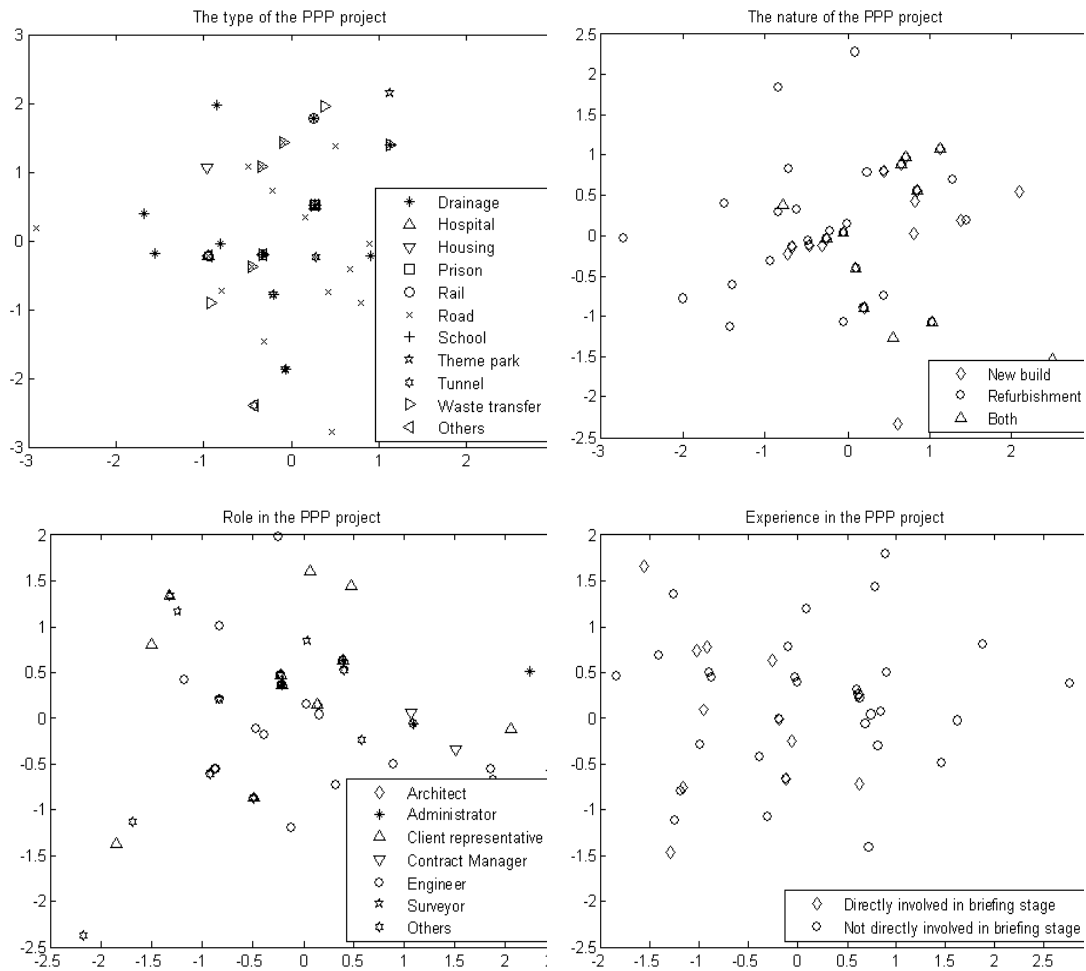 The type of the PPP project
3
2
1
0
-1
-2
-3
-3
-2
-1
0
1
2
3
Drainage
Hospital
Housing
Prison
Rail
Road
School
Theme park
Tunnel
Waste transfer
Others
The nature of the PPP project
2.5
2
1.5
1
0.5
0
-0.5
-1
-1.5
-2
-2.5
-3
-2
-1
0
1
2
3
New build
Refurbishment
Both
Role in the PPP project
2
1.5
1
0.5
0
-0.5
-1
-1.5
-2
-2.5
-2.5
-2
-1.5
-1
-0.5
0
0.5
1
1.5
2
Architect
Administrator
Client representative
Contract Manager
Engineer
Surveyor
Others
Experience in the PPP project
2
1.5
1
0.5
0
-0.5
-1
-1.5
-2
-2.5
-2
-1.5
-1
-0.5
0
0.5
1
1.5
2
2.5
Directly involved in briefing stage
Not directly involved in briefing stage